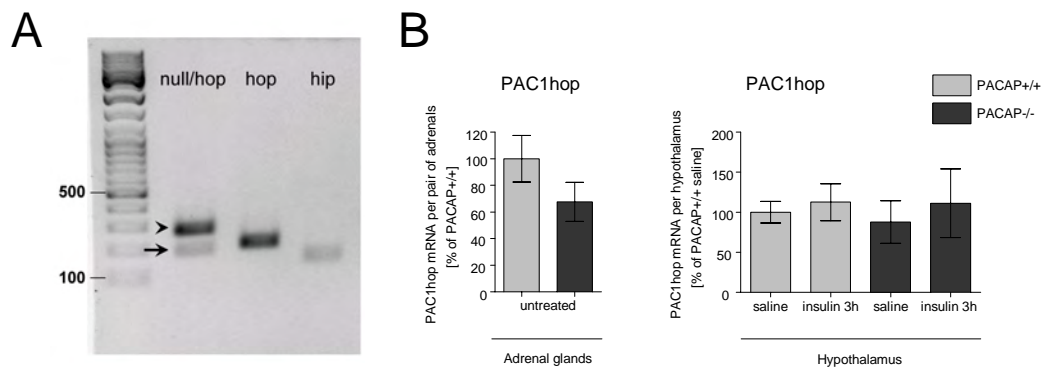 A
null/hop hop hip
500
100
B
PAC1hop
PAC1hop mRNA per pair of adrenals
[% of PACAP+/+]
120
100
80
60
40
20
0
untreated
Adrenal glands
PAC1hop
PACAP+/+
PACAP-/-
PAC1hop mRNA per hypothalamus
[% of PACAP+/+ saline]
200
150
100
50
0
saline insulin 3h saline insulin 3h
Hypothalamus